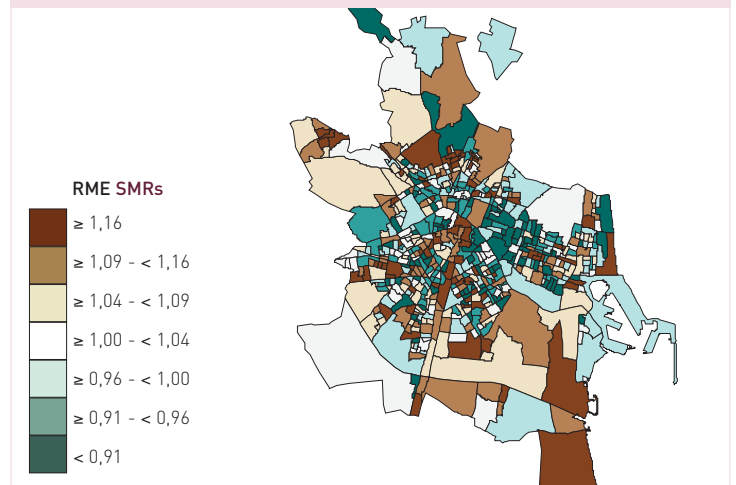 RME SMRs
≥ 1,16
≥ 1,09 - < 1,16
≥ 1,04 - < 1,09
≥ 1,00 - < 1,04
≥ 0,96 - < 1,00
≥ 0,91 - < 0,96
< 0,91